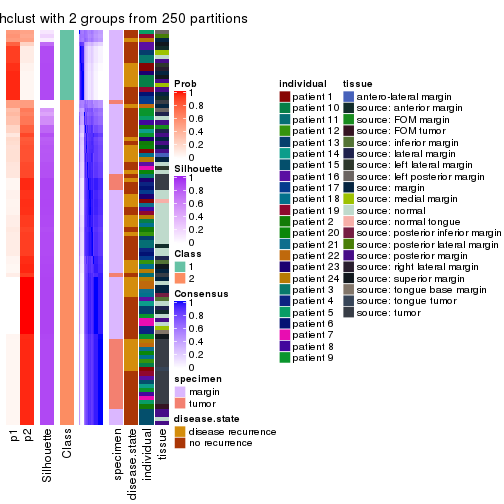 hclust with 2 groups from 250 partitions
Prob
1
0.8
0.6
0.4
0.2
0
Silhouette
1
0.8
0.6
0.4
0.2
0
Class
1
2
Consensus
1
0.8
0.6
0.4
0.2
0
specimen
margin
tumor
disease.state
disease recurrence
no recurrence
individual
patient 1
patient 10
patient 11
patient 12
patient 13
patient 14
patient 15
patient 16
patient 17
patient 18
patient 19
patient 2
patient 20
patient 21
patient 22
patient 23
patient 24
patient 3
patient 4
patient 5
patient 6
patient 7
patient 8
patient 9
tissue
antero-lateral margin
source: anterior margin
source: FOM margin
source: FOM tumor
source: inferior margin
source: lateral margin
source: left lateral margin
source: left posterior margin
source: margin
source: medial margin
source: normal
source: normal tongue
source: posterior inferior margin
source: posterior lateral margin
source: posterior margin
source: right lateral margin
source: superior margin
source: tongue base margin
source: tongue tumor
source: tumor
p1
p2
Silhouette
Class
specimen
disease.state
individual
tissue